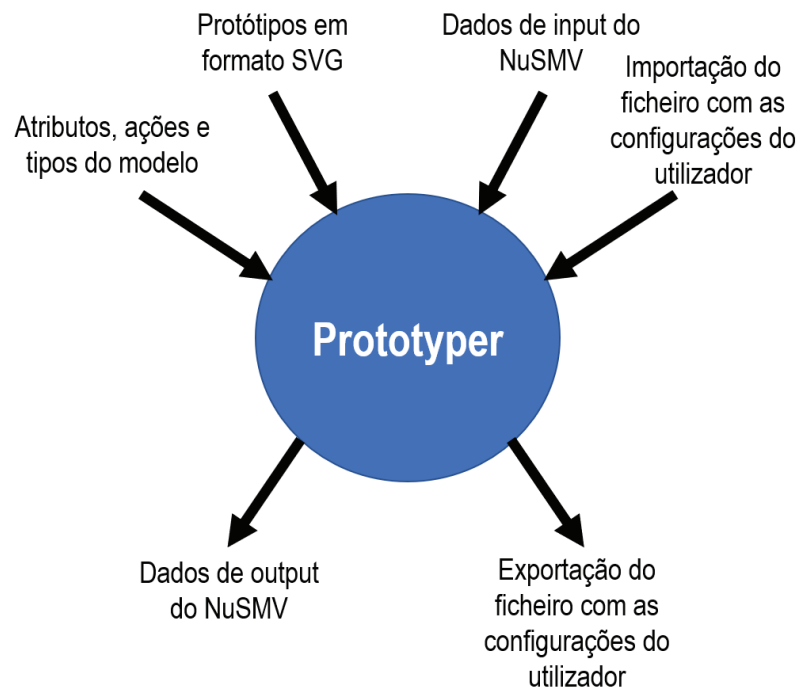 Protótipos em
formato SVG
Dados de input do
NuSMV
Importação do
ficheiro com as
configurações do
utilizador
Atributos, ações e
tipos do modelo
Prototyper
Dados de output
do NuSMV
Exportação do
ficheiro com as
configurações do
utilizador